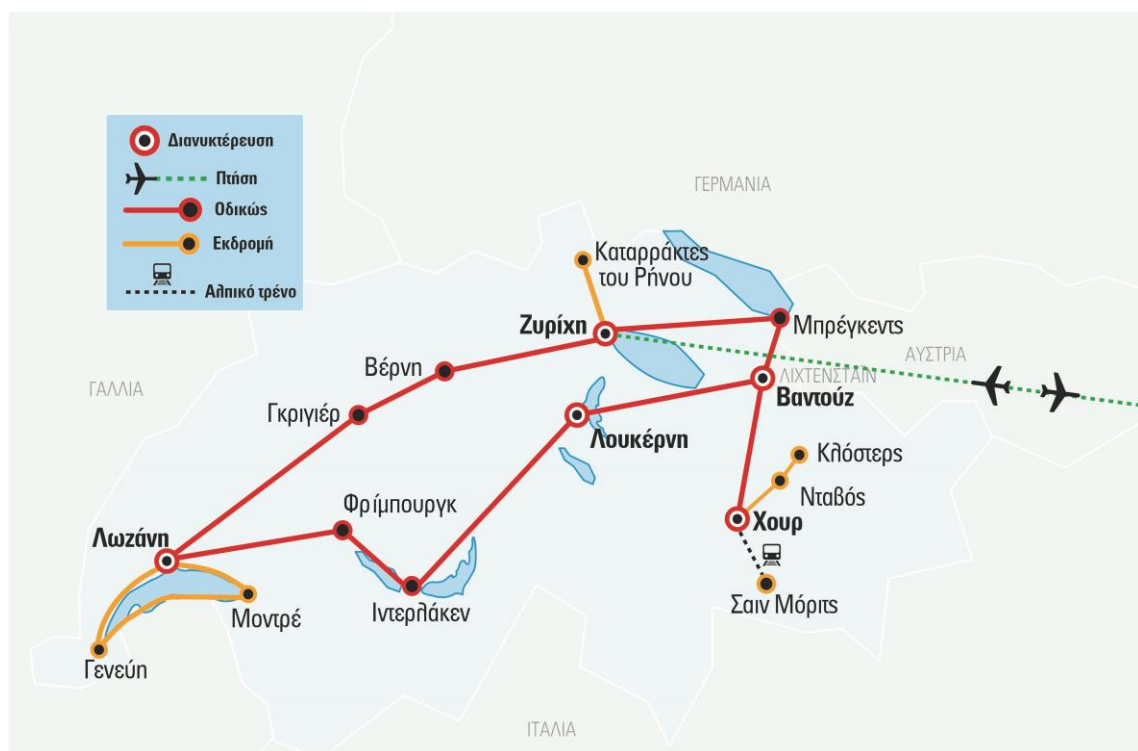 Διανυκτέρευση
Πτήση
Οδικώς
Εκδρομή
Αλπικό τρένο
ΓΕΡΜΑΝΙΑ
Καταρράκτες
του Ρήνου
Ζυρίχη
Μπρέγκεντς
ΑΥΣΤΡΙΑ
ΛΙΧΤΕΝΣΤΑΙΝ
Βαντούζ
Βέρνη
ΓΑΛΛΙΑ
Γκριγιέρ
Λουκέρνη
Κλόστερς
Νταβός
Χουρ
Φρίμπουργκ
Λωζάνη
Σαιν Μόριτς
Μοντρέ
Ιντερλάκεν
Γενεύη
ΙΤΑΛΙΑ